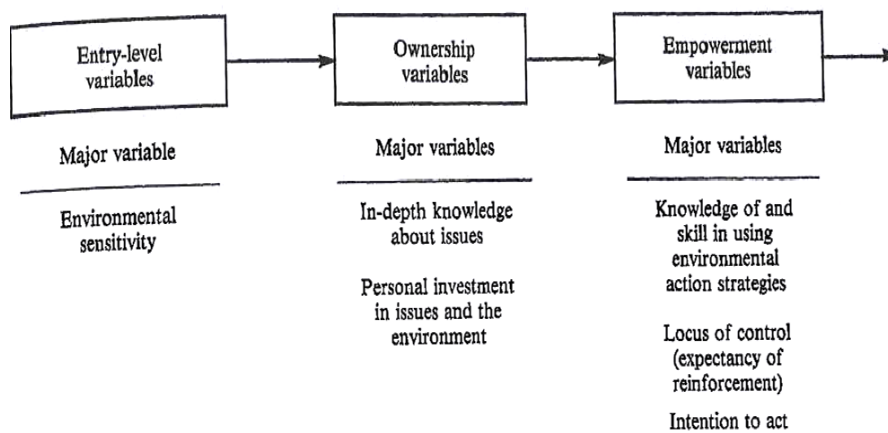 Entry-level
variables
Ownership
variables
Empowerment
variables
Major variable
Environmental
sensitivity
Major variables
In-depth knowledge
about issues
Personal investment
in issues and the
environment
Major variables
Knowledge of and
skill in using
environmental
action strategies
Locus of control
(expectancy of
reinforcement)
Intention to act